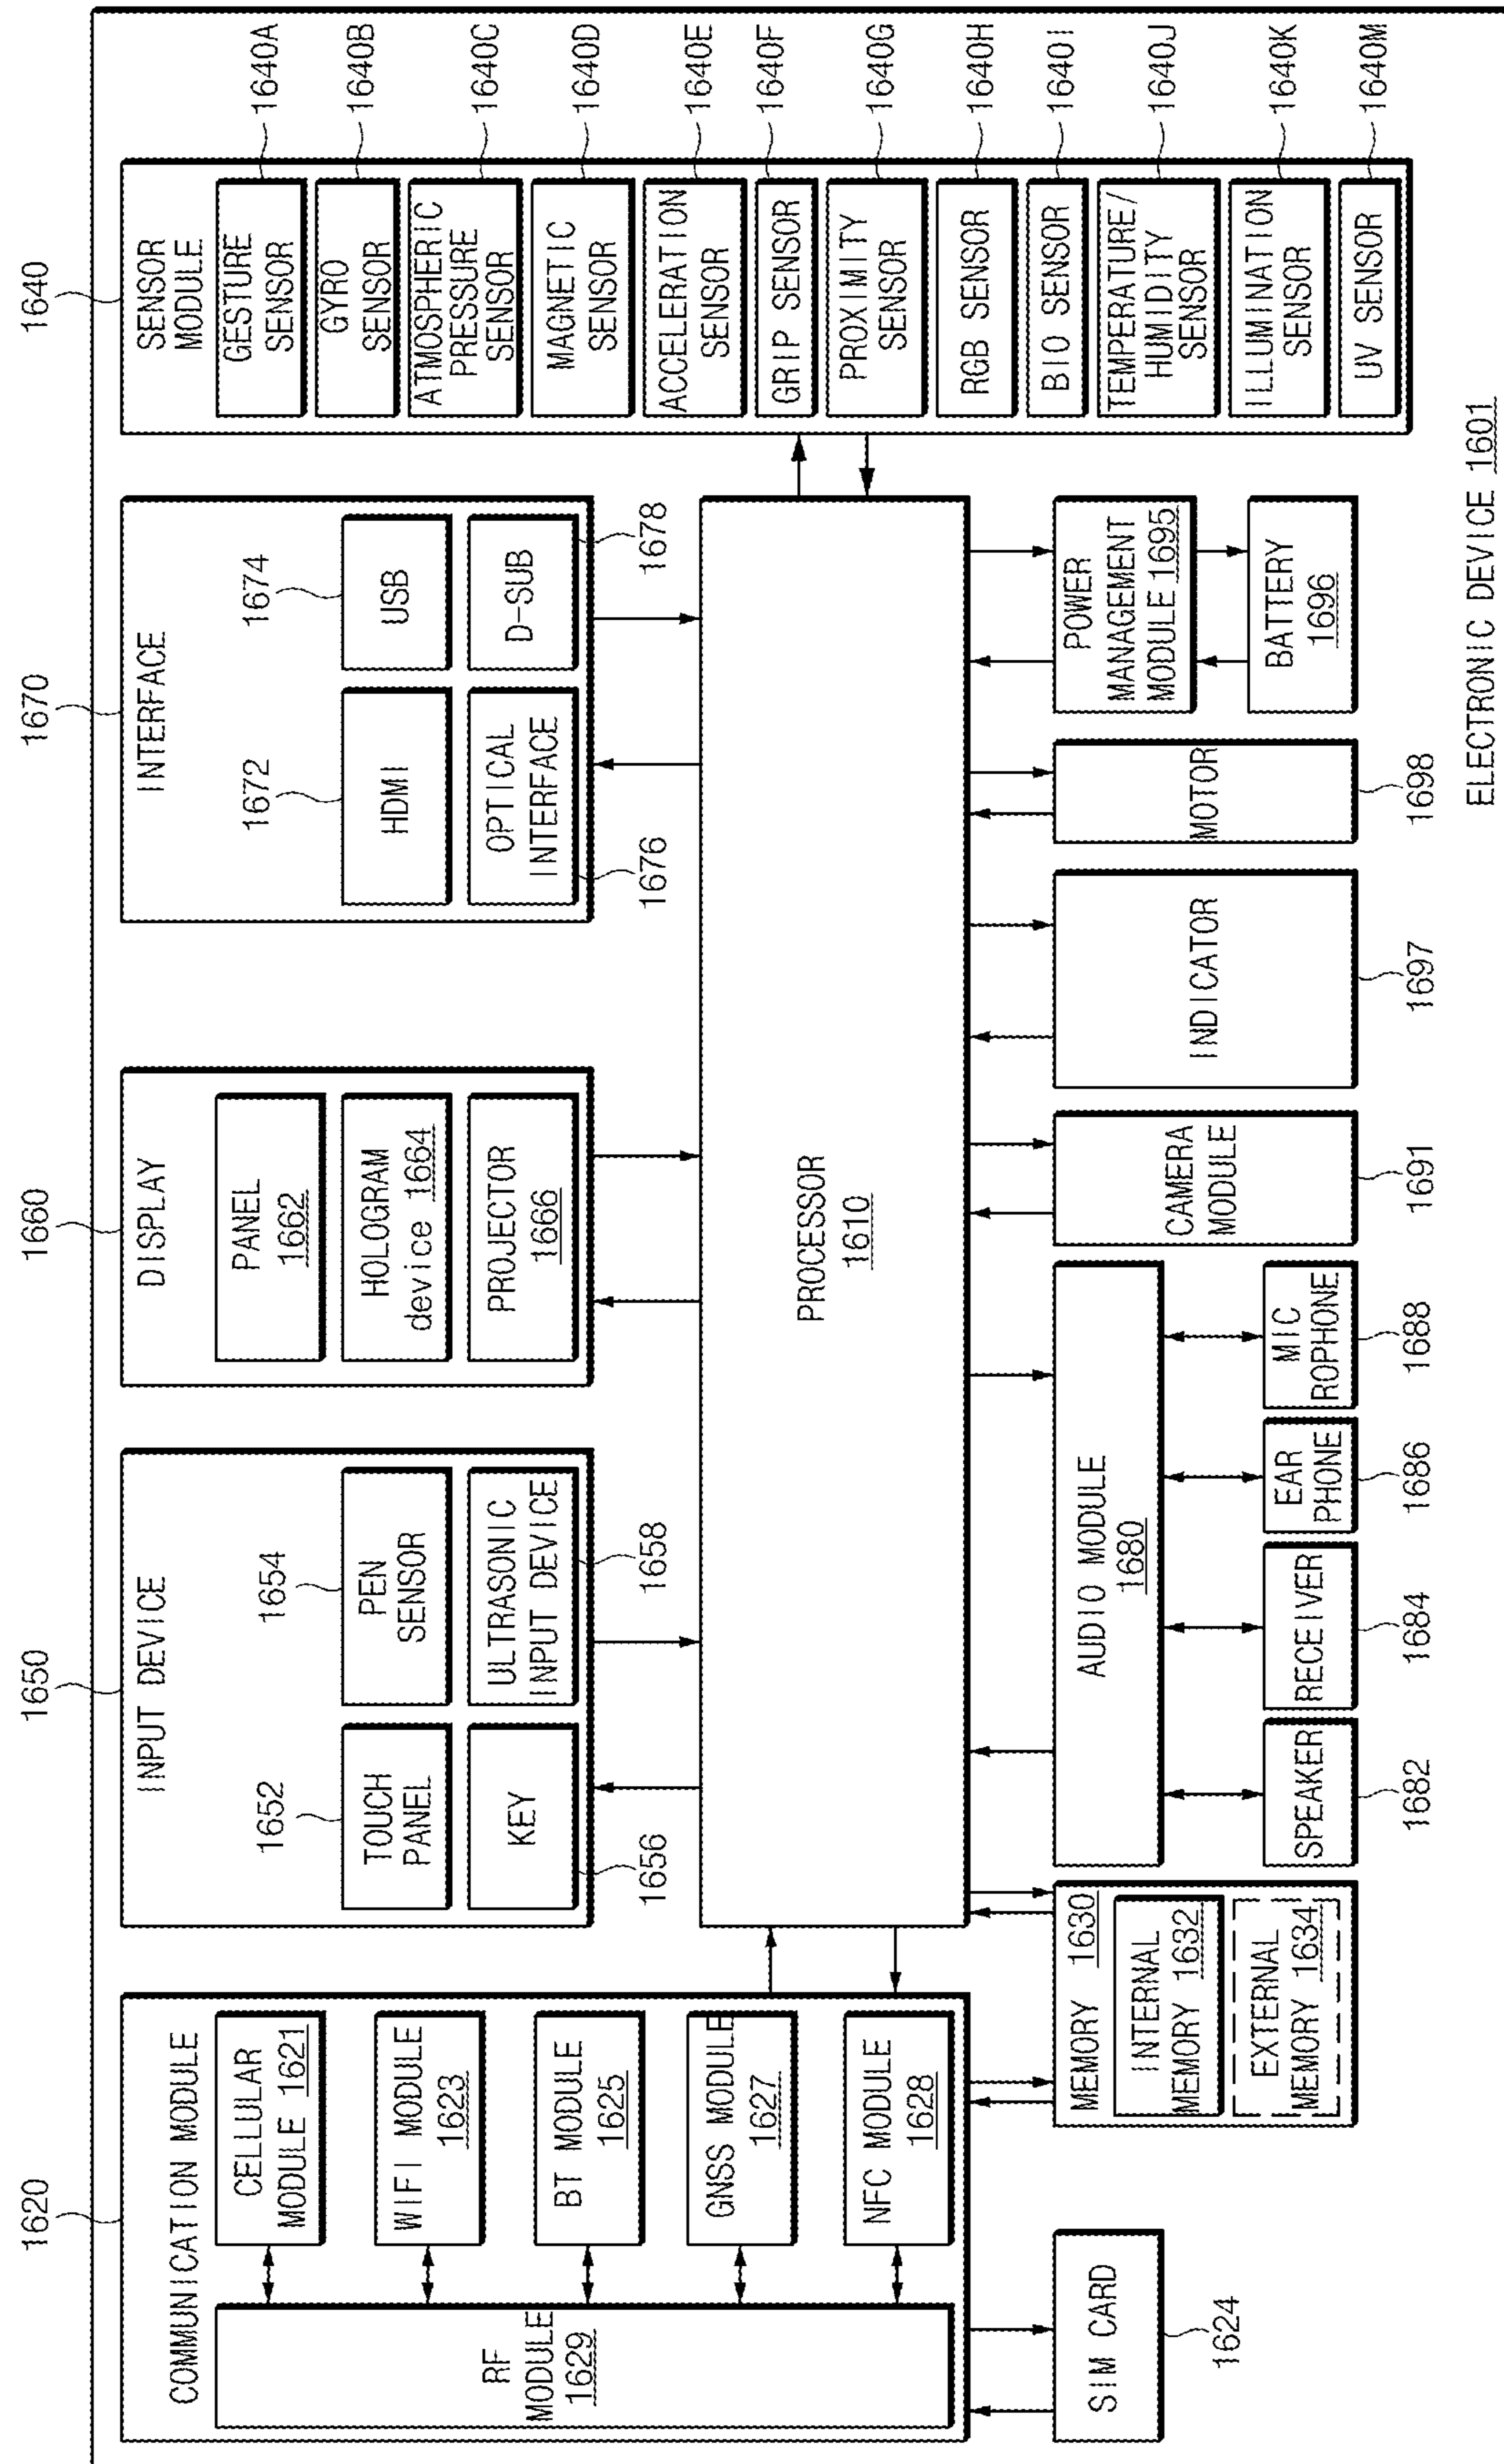 1620
COMMUNICATION MODULE
CELLULAR
MODULE 1621
WIFI MODULE
1623
BT MODULE
1625
GNSS MODULE
1627
NFC MODULE
1628
RF
MODULE
1629
SIM CARD
1624
1650
INPUT DEVICE
1652
TOUCH
PANEL
1654
PEN
SENSOR
KEY
1656
ULTRASONIC
INPUT DEVICE
1658
1660
DISPLAY
PANEL
1662
HOLOGRAM
device 1664
PROJECTOR
1666
1670
INTERFACE
1672
HDMI
1674
USB
OPTICAL
INTERFACE
1676
D-SUB
1678
1640
SENSOR
MODULE
GESTURE
SENSOR
1640A
GYRO
SENSOR
1640B
ATMOSPHERIC
PRESSURE
SENSOR
1640C
MAGNETIC
SENSOR
1640D
ACCELERATION
SENSOR
1640E
GRIP SENSOR
1640F
PROXIMITY
SENSOR
1640G
RGB SENSOR
1640H
BIO SENSOR
1640I
TEMPERATURE/
HUMIDITY
SENSOR
1640J
ILLUMINATION
SENSOR
1640K
UV SENSOR
1640M
PROCESSOR
1610
MEMORY 1630
INTERNAL
MEMORY 1632
EXTERNAL
MEMORY 1634
AUDIO MODULE
1680
SPEAKER
1682
RECEIVER
1684
EAR
PHONE
1686
MIC
ROPHONE
1688
CAMERA
MODULE
1691
INDICATOR
1697
MOTOR
1698
POWER
MANAGEMENT
MODULE 1695
BATTERY
1696
ELECTRONIC DEVICE 1601